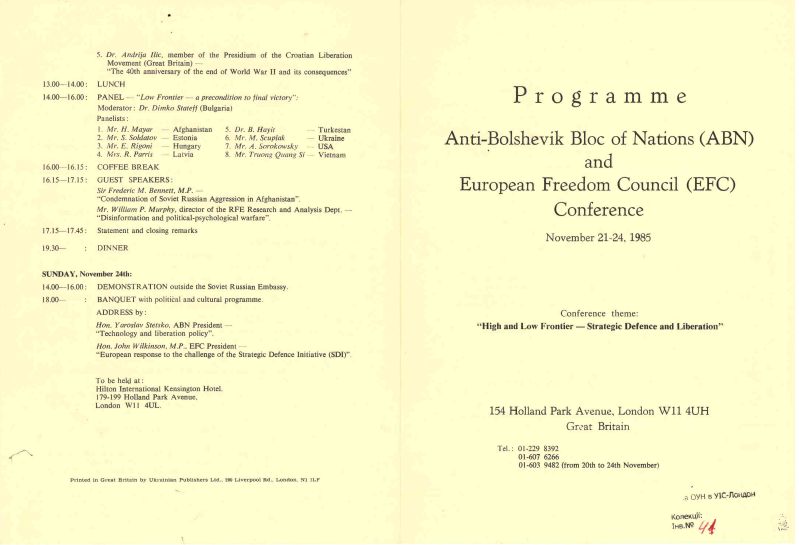 5. Dr. Andrija Ilic, member of the Presidium of the Croatian Liberation
Movement (Great Britain) —
"The 40th anniversary of the end of World War II and its consequences"
13.00—14.00: LUNCH
14.00—16.00: PANEL — "Low Frontier — a precondition to final victory":
Moderator: Dr. Dimko Stateff (Bulgaria)
Panelists:
1. Mr. H. Mayar — Afghanistan 5. Dr. B. Hayit — Turkestan
2. Mr. S. Soldatov — Estonia 6. Mr. M. Scuplak — Ukraine
3. Mr. E. Rigoni — Hungary 7. Mr. A. Sorokowsky — USA
4. Mrs. R. Parris — Latvia 8. Mr. Truong Quang Si — Vietnam
16.00—16.15: COFFEE BREAK
16.15—17.15: GUEST SPEAKERS:
Sir Frederic M. Bennett, M.P. —
"Condemnation of Soviet Russian Aggression in Afghanistan".
Mr. William P. Murphy, director of the RFE Research and Analysis Dept. —
"Disinformation and political-psychological warfare".
17.15—17.45: Statement and closing remarks
19.30— : DINNER
SUNDAY, November 24th:
14.00—16.00: DEMONSTRATION outside the Soviet Russian Embassy.
18.00— : BANQUET with political and cultural programme.
ADDRESS by:
Hon. Yaroslav Stetsko, ABN President —
"Technology and liberation policy".
Hon. John Wilkinson, M.P., EFC President —
"European response to the challenge of the Strategic Defence Initiative (SDI)".
To be held at:
Hilton International Kensington Hotel.
179-199 Holland Park Avenue,
London W11 4UL.
Printed in Great Britain by Ukrainian Publishers Ltd., 200 Liverpool Rd., London, N1 1LF
Programme
Anti-Bolshevik Bloc of Nations (ABN)
and
European Freedom Council (EFC)
Conference
November 21-24, 1985
Conference theme:
"High and Low Frontier — Strategic Defence and Liberation"
154 Holland Park Avenue, London W11 4UH
Great Britain
Tel.: 01-229 8392
01-607 6266
01-603 9482 (from 20th to 24th November)
а ОУН в УІС-Лондон
Колекції:
Інв.№